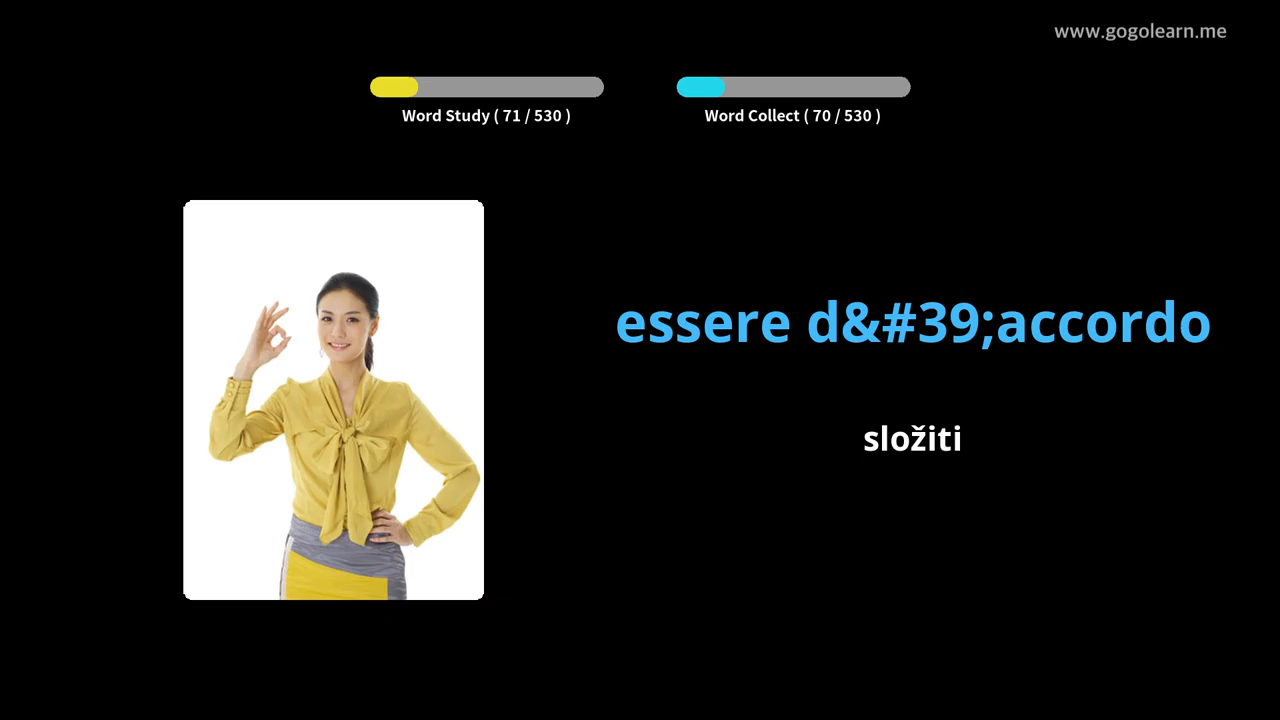 www.gogolearn.me
Word Study ( 71 / 530 )
Word Collect ( 70 / 530 )
essere d&#39;accordo
složiti